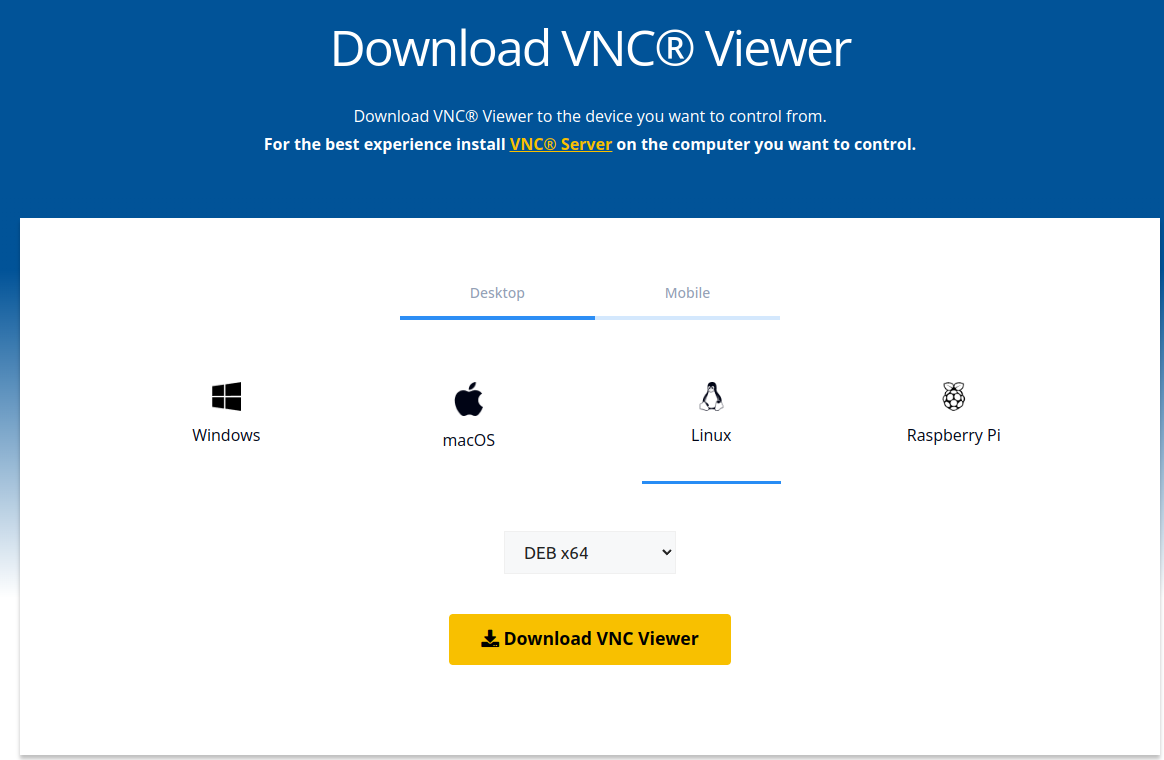 Download VNC® Viewer
Download VNC® Viewer to the device you want to control from.
For the best experience install VNC® Server on the computer you want to control.
Desktop
Mobile
Windows
macOS
Linux
Raspberry Pi
DEB x64
Download VNC Viewer